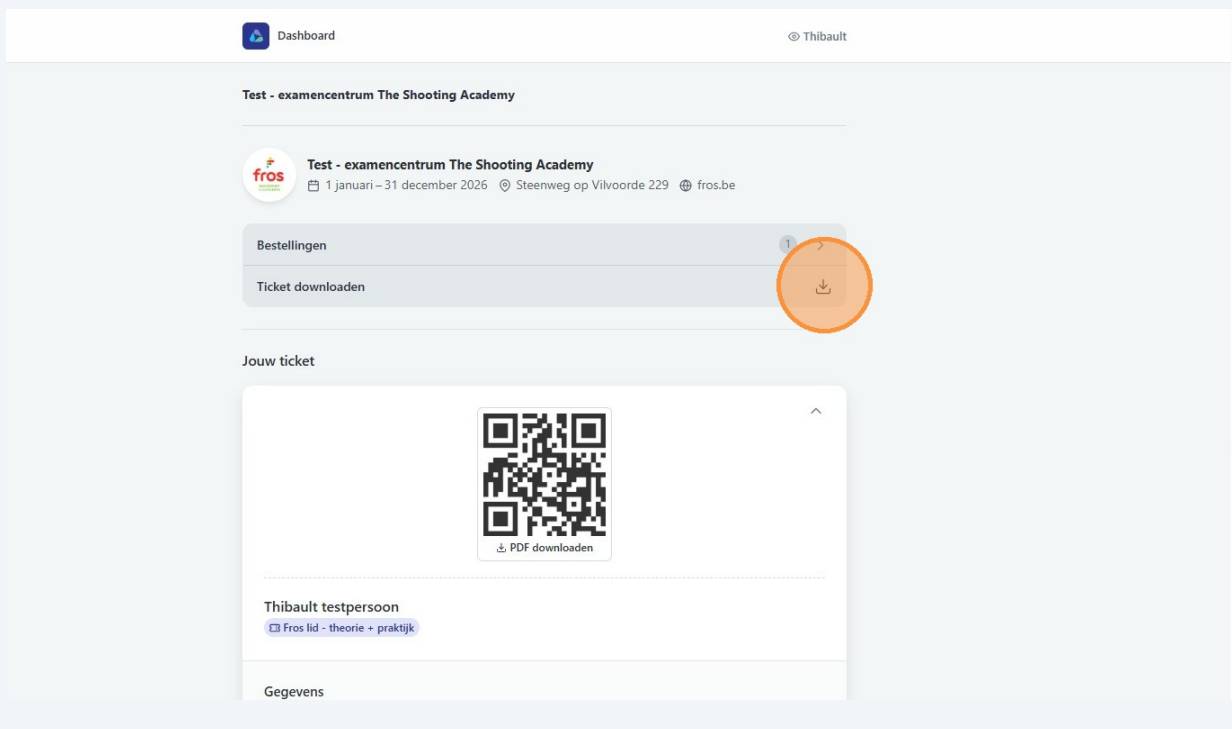 Dashboard
Thibault
Test - examencentrum The Shooting Academy
fros
Test - examencentrum The Shooting Academy
1 januari – 31 december 2026 Steenweg op Vilvoorde 229 fros.be
Bestellingen 1
Ticket downloaden
Jouw ticket
PDF downloaden
Thibault testpersoon
Fros lid - theorie + praktijk
Gegevens